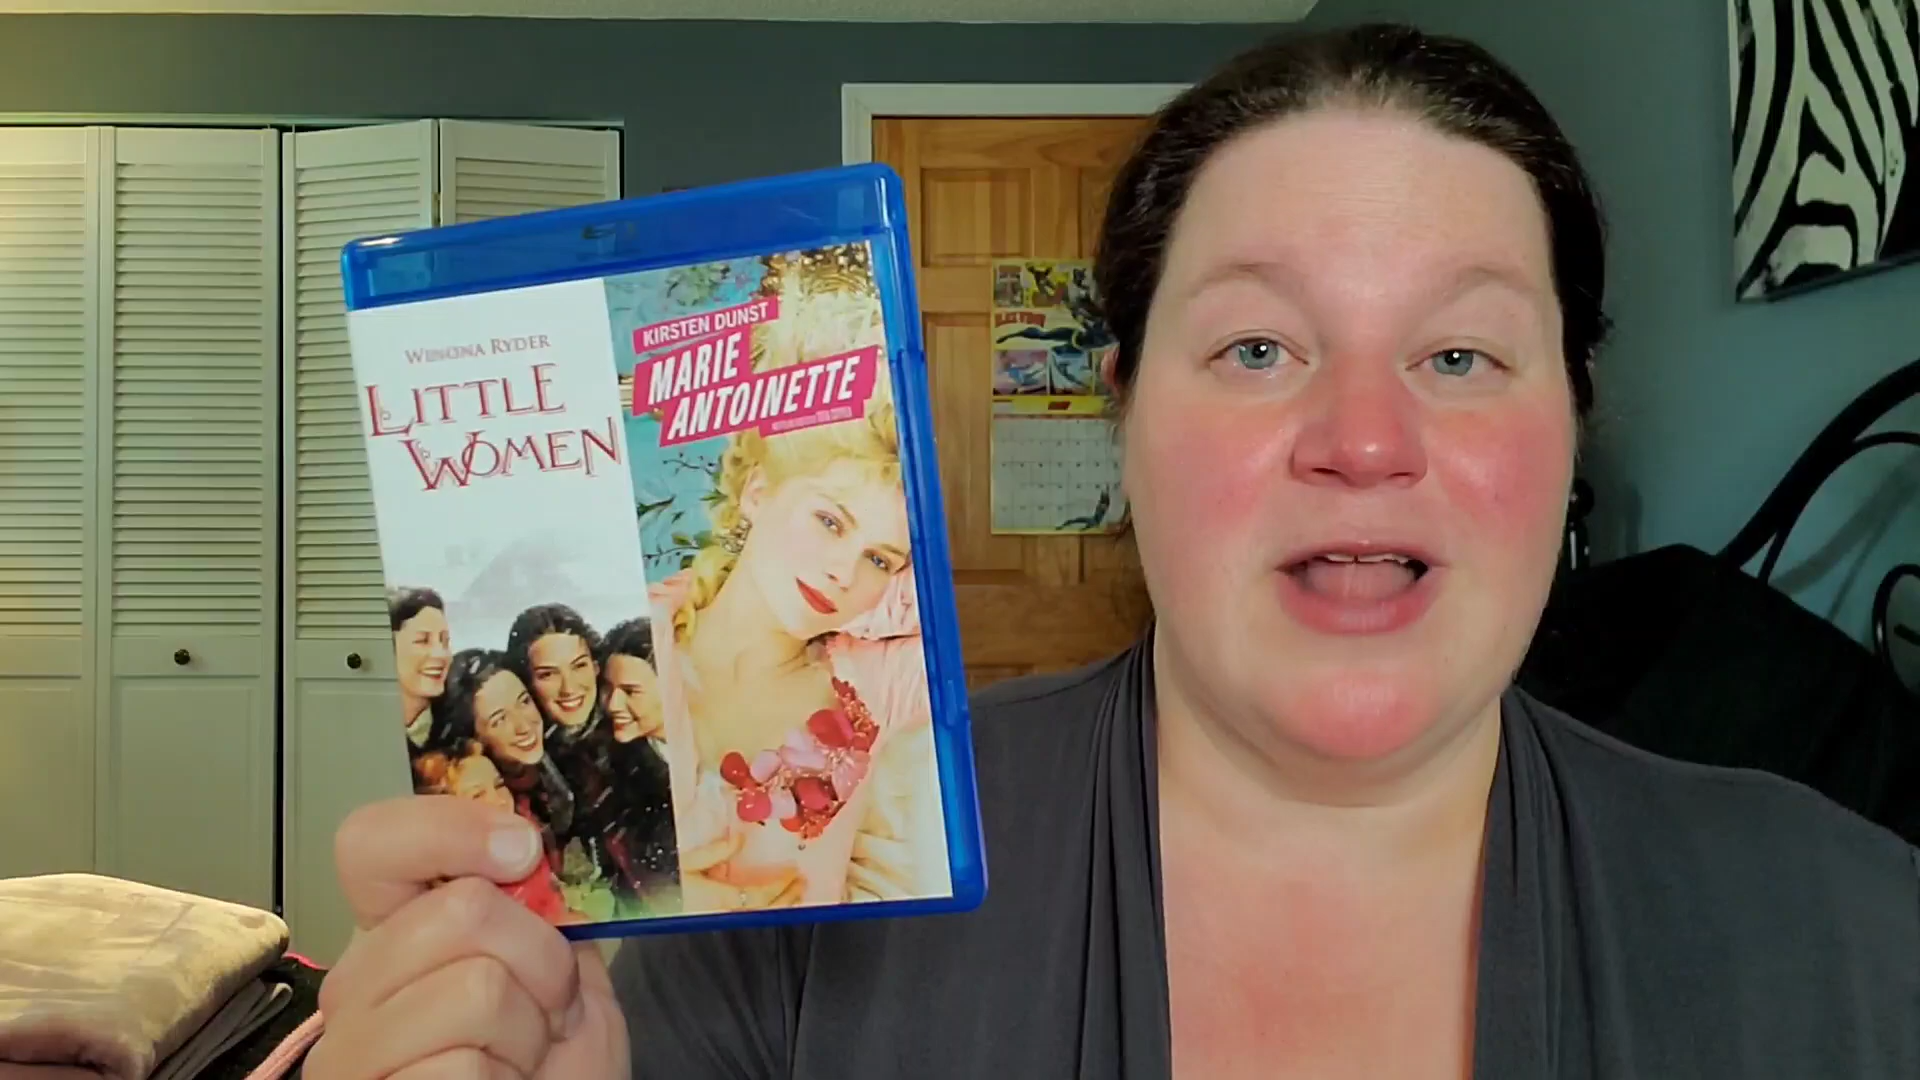 WINONA RYDER
LITTLE
WOMEN
KIRSTEN DUNST
MARIE
ANTOINETTE